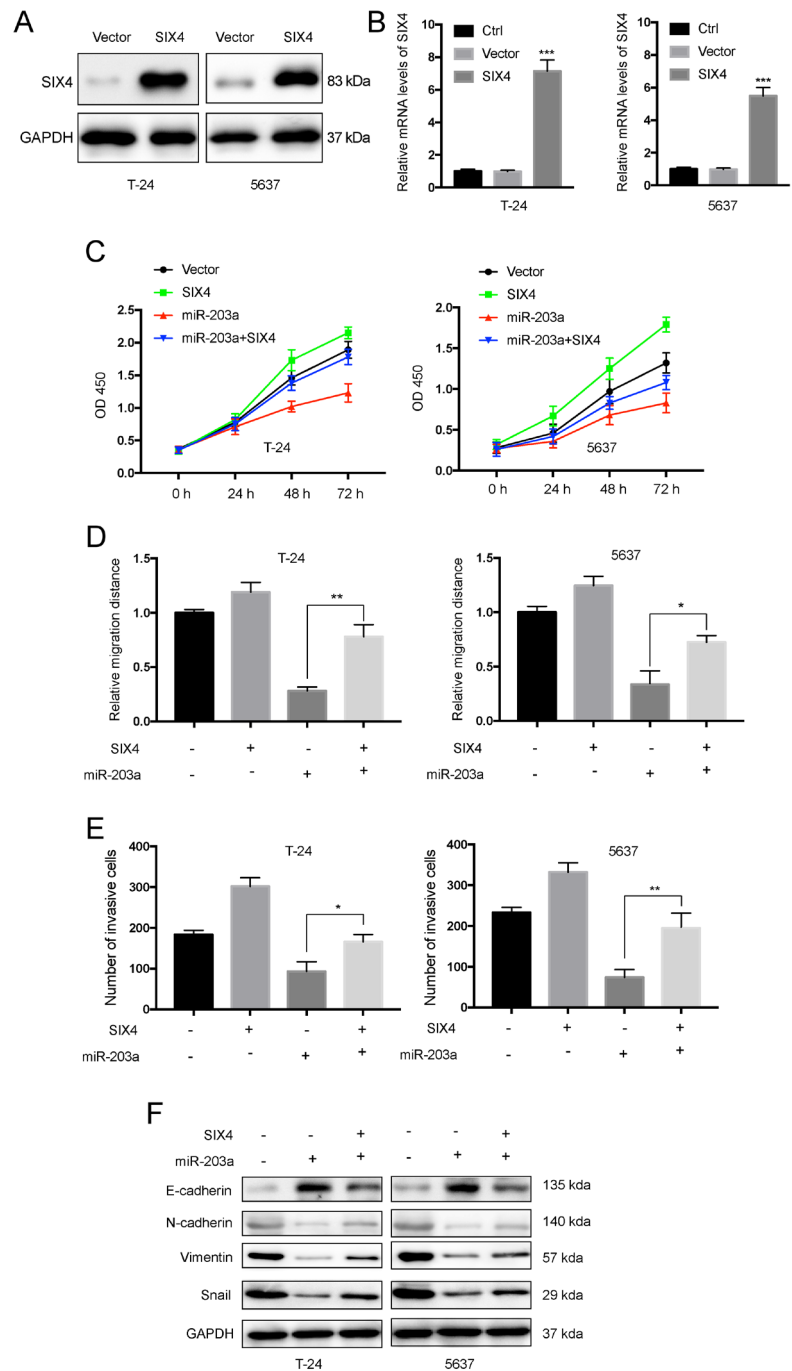 A
Vector SIX4 Vector SIX4
SIX4 83 kDa
GAPDH 37 kDa
T-24 5637
B
Relative mRNA levels of SIX4
10
8
6
4
2
0
Ctrl
Vector
SIX4
***
T-24
Relative mRNA levels of SIX4
8
6
4
2
0
Ctrl
Vector
SIX4
***
5637
C
Vector
SIX4
miR-203a
miR-203a+SIX4
OD 450
2.5
2.0
1.5
1.0
0.5
0.0
T-24
0 h 24 h 48 h 72 h
Vector
SIX4
miR-203a
miR-203a+SIX4
OD 450
2.0
1.5
1.0
0.5
0.0
5637
0 h 24 h 48 h 72 h
D
T-24
Relative migration distance
1.5
1.0
0.5
0.0
**
SIX4 - + - +
miR-203a - - + +
5637
Relative migration distance
1.5
1.0
0.5
0.0
*
SIX4 - + - +
miR-203a - - + +
E
T-24
Number of invasive cells
400
300
200
100
0
*
SIX4 - + - +
miR-203a - - + +
5637
Number of invasive cells
400
300
200
100
0
**
SIX4 - + - +
miR-203a - - + +
F
SIX4 - - + - - +
miR-203a - + + - + +
E-cadherin 135 kda
N-cadherin 140 kda
Vimentin 57 kda
Snail 29 kda
GAPDH 37 kda
T-24 5637